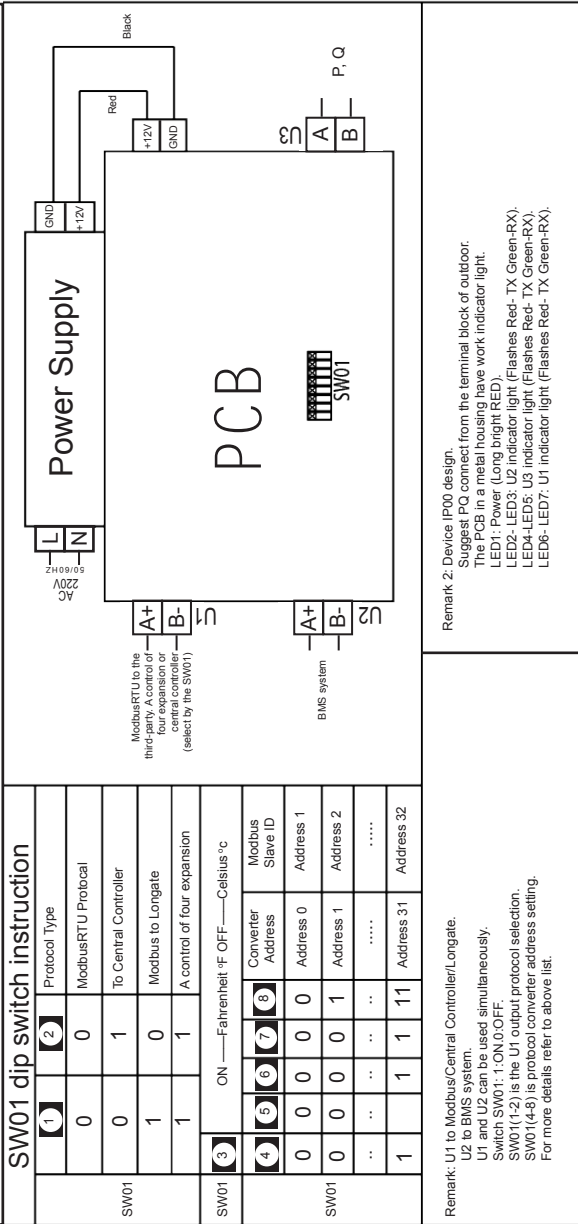 SW01 dip switch instruction
SW01
1 2 Protocol Type
0 0 ModbusRTU Protocal
0 1 To Central Controller
1 0 Modbus to Longate
1 1 A control of four expansion
SW01
3 ON ——Fahrenheit ºF OFF——Celsius ºc
SW01
4 5 6 7 8 Converter Address Modbus Slave ID
0 0 0 0 0 Address 0 Address 1
0 0 0 0 1 Address 1 Address 2
.. .. .. .. .. ..... .....
1 1 1 11 Address 31 Address 32
Power Supply
AC
220V
50/60HZ
L
N
GND
+12V
Black
Red
+12V
GND
PCB
SW01
ModbusRTU to the
third-party. A control of
four expansion or
central controller
(select by the SW01)
A+
B-
U1
BMS system
A+
B-
U2
U3
A
B
P, Q
Remark: U1 to Modbus/Central Controller/Longate.
U2 to BMS system.
U1 and U2 can be used simultaneously.
Switch SW01: 1:ON,0:OFF.
SW01(1-2) is the U1 output protocol selection.
SW01(4-8) is protocol converter address setting.
For more details refer to above list.
Remark 2: Device IP00 design.
Suggest PQ connect from the terminal block of outdoor.
The PCB in a metal housing have work indicator light.
LED1: Power (Long bright RED).
LED2- LED3: U2 indicator light (Flashes Red- TX Green-RX).
LED4-LED5: U3 indicator light (Flashes Red- TX Green-RX).
LED6- LED7: U1 indicator light (Flashes Red- TX Green-RX).